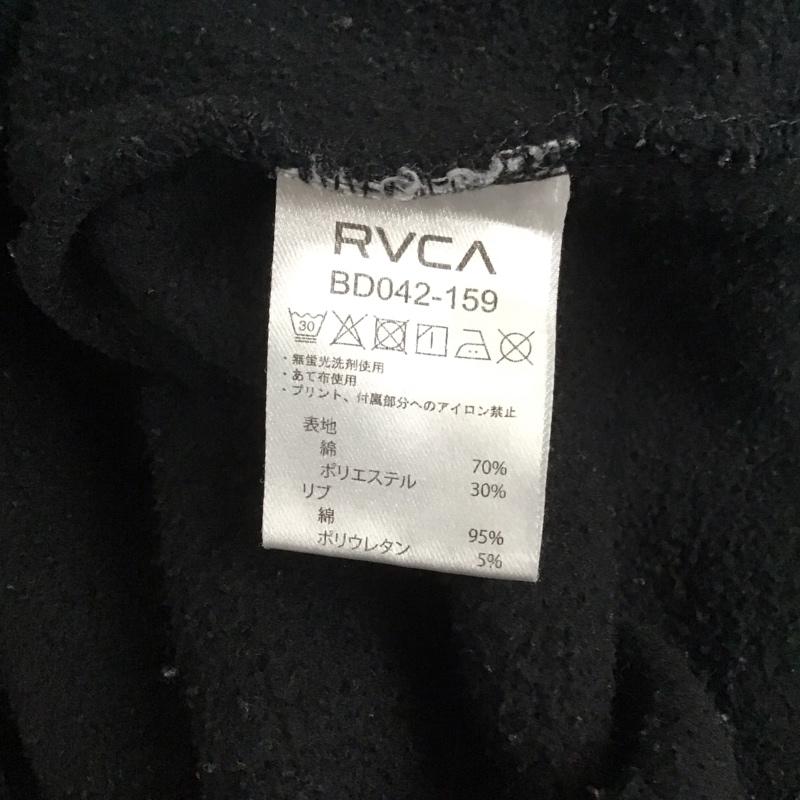 RVCA
BD042-159
30
・無蛍光洗剤使用
・あて布使用
・プリント、付属部分へのアイロン禁止
表地
綿 70%
ポリエステル 30%
リブ
綿 95%
ポリウレタン 5%